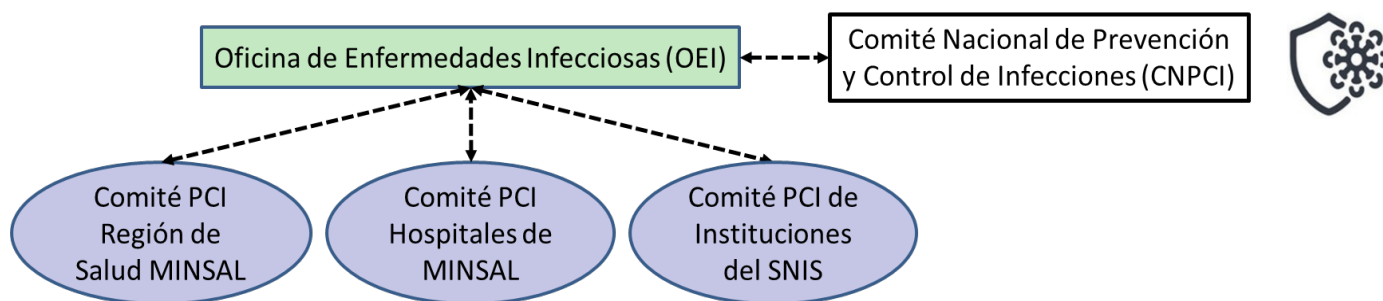 Oficina de Enfermedades Infecciosas (OEI)
Comité Nacional de Prevención
y Control de Infecciones (CNPCI)
Comité PCI
Región de
Salud MINSAL
Comité PCI
Hospitales de
MINSAL
Comité PCI de
Instituciones
del SNIS